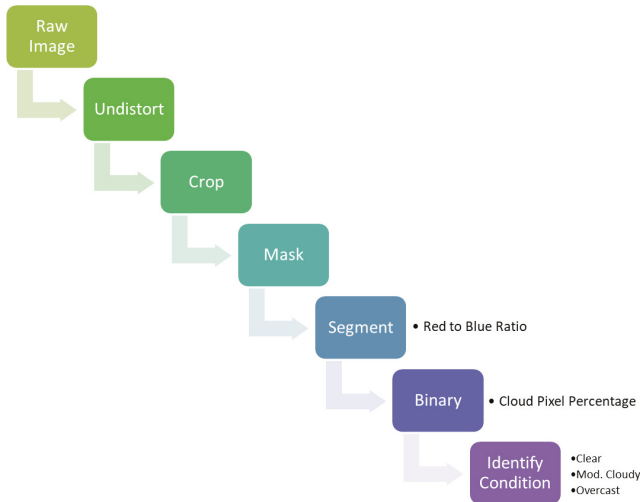 Raw
Image
Undistort
Crop
Mask
Segment
• Red to Blue Ratio
Binary
• Cloud Pixel Percentage
Identify
Condition
•Clear
•Mod. Cloudy
•Overcast